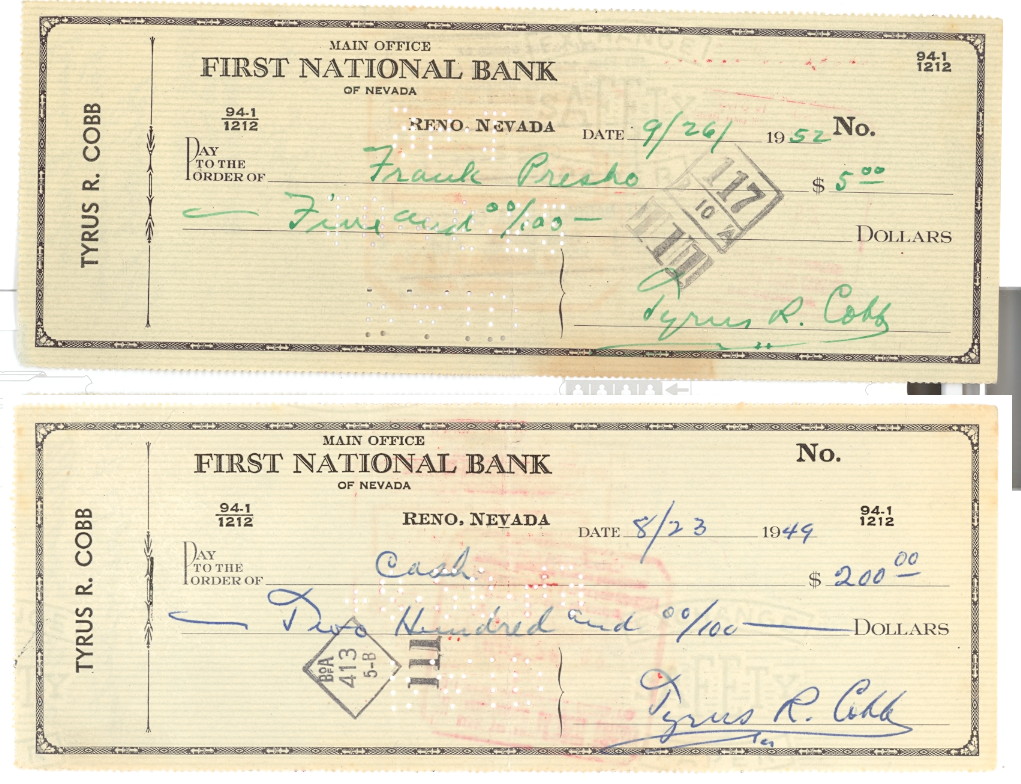 MAIN OFFICE
FIRST NATIONAL BANK
OF NEVADA
94-1
1212
94-1
1212
RENO, NEVADA
DATE 9/26/ 1952 No.
TYRUS R. COBB
PAY
TO THE
ORDER OF Frank Presho $ 5 00
Five and 00/100 DOLLARS
117
10
Tyrus R. Cobb
MAIN OFFICE
FIRST NATIONAL BANK
OF NEVADA
No.
94-1
1212
RENO, NEVADA
DATE 8/23 1949
94-1
1212
TYRUS R. COBB
PAY
TO THE
ORDER OF Cash $ 200 00
Two Hundred and 00/100 DOLLARS
BofA
413
5-B
Tyrus R. Cobb